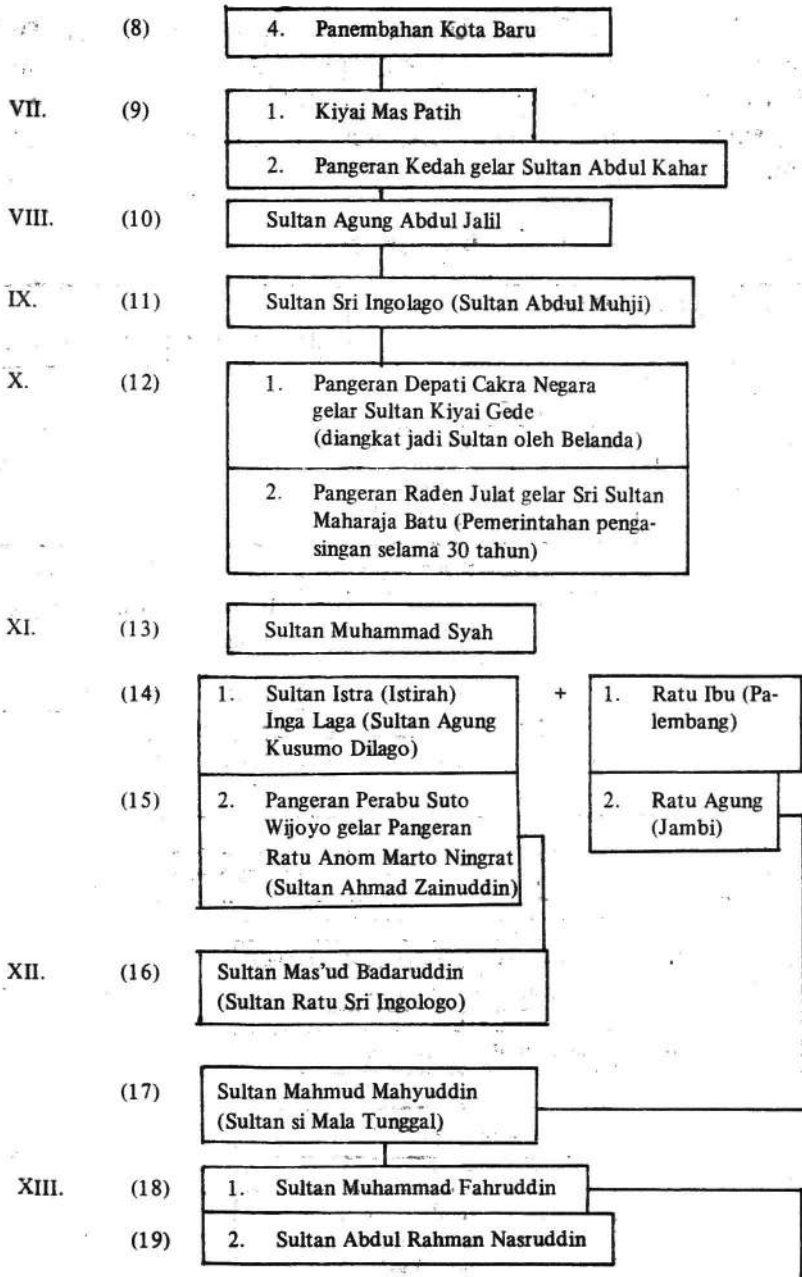 (8) 4. Panembahan Kota Baru
VII. (9) 1. Kiyai Mas Patih
2. Pangeran Kedah gelar Sultan Abdul Kahar
VIII. (10) Sultan Agung Abdul Jalil
IX. (11) Sultan Sri Ingolago (Sultan Abdul Muhji)
X. (12) 1. Pangeran Depati Cakra Negara
gelar Sultan Kiyai Gede
(diangkat jadi Sultan oleh Belanda)
2. Pangeran Raden Julat gelar Sri Sultan
Maharaja Batu (Pemerintahan penga-
singan selama 30 tahun)
XI. (13) Sultan Muhammad Syah
(14) 1. Sultan Istra (Istirah)
Inga Laga (Sultan Agung
Kusumo Dilago)
+ 1. Ratu Ibu (Pa-
lembang)
(15) 2. Pangeran Perabu Suto
Wijoyo gelar Pangeran
Ratu Anom Marto Ningrat
(Sultan Ahmad Zainuddin)
2. Ratu Agung
(Jambi)
XII. (16) Sultan Mas'ud Badaruddin
(Sultan Ratu Sri Ingologo)
(17) Sultan Mahmud Mahyuddin
(Sultan si Mala Tunggal)
XIII. (18) 1. Sultan Muhammad Fahruddin
(19) 2. Sultan Abdul Rahman Nasruddin